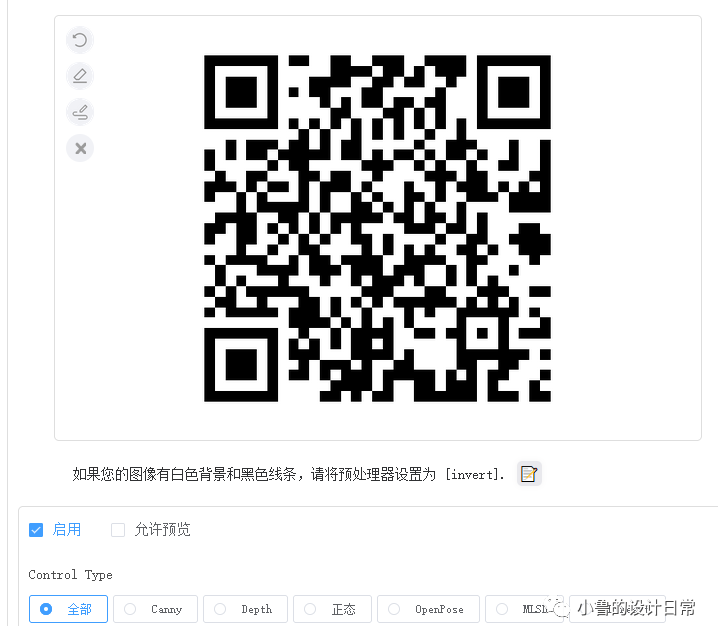 如果您的图像有白色背景和黑色线条，请将预处理器设置为 [invert].
启用
允许预览
Control Type
全部
Canny
Depth
正态
OpenPose
MLS
小鲁的设计日常